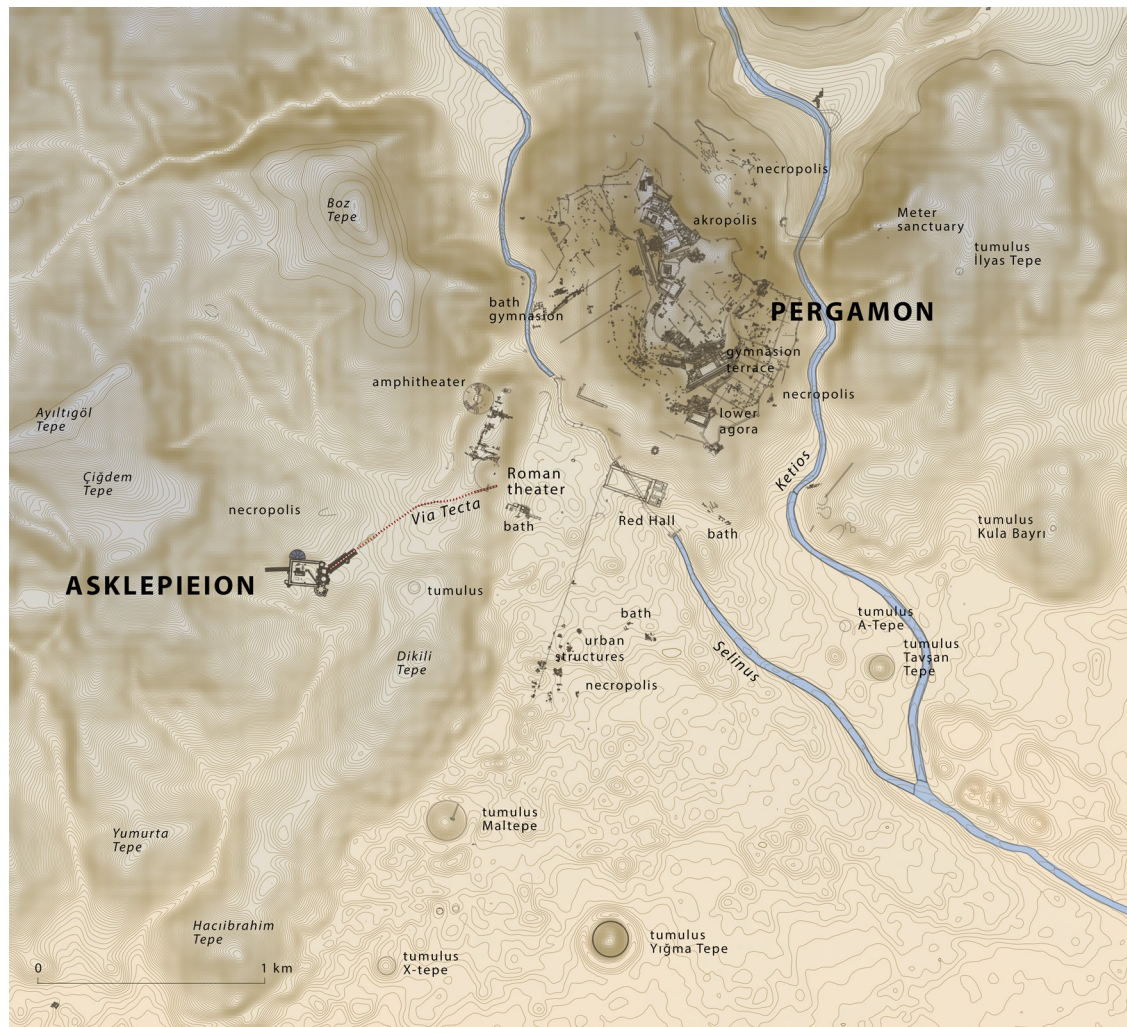 necropolis
Boz
Tepe
akropolis
Meter
sanctuary
tumulus
İlyas Tepe
bath
gymnasion
PERGAMON
gymnasion
terrace
amphitheater
necropolis
Ayıltıgöl
Tepe
lower
agora
Ketios
Çiğdem
Tepe
Roman
theater
necropolis
Via Tecta
bath
Red Hall
bath
tumulus
Kula Bayrı
ASKLEPIEION
tumulus
bath
tumulus
A-Tepe
urban
structures
Selinus
tumulus
Tavşan
Tepe
Dikili
Tepe
necropolis
tumulus
Maltepe
Yumurta
Tepe
Hacıibrahim
Tepe
tumulus
Yığma Tepe
tumulus
X-tepe
0 1 km